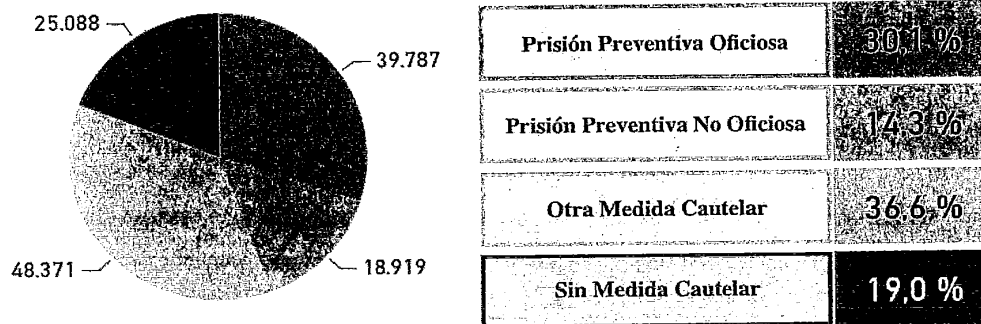 25.088
39.787
48.371
18.919
Prisión Preventiva Oficiosa 30,1 %
Prisión Preventiva No Oficiosa 14,3 %
Otra Medida Cautelar 36,6 %
Sin Medida Cautelar 19,0 %